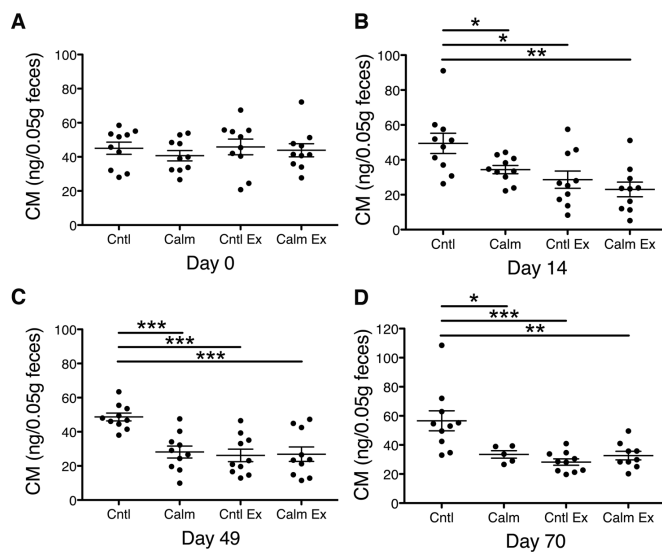 A
CM (ng/0.05g feces)
100
80
60
40
20
0
Cntl Calm Cntl Ex Calm Ex
Day 0
B
*
*
**
CM (ng/0.05g feces)
100
80
60
40
20
0
Cntl Calm Cntl Ex Calm Ex
Day 14
C
***
***
***
CM (ng/0.05g feces)
100
80
60
40
20
0
Cntl Calm Cntl Ex Calm Ex
Day 49
D
*
***
**
CM (ng/0.05g feces)
120
100
80
60
40
20
0
Cntl Calm Cntl Ex Calm Ex
Day 70